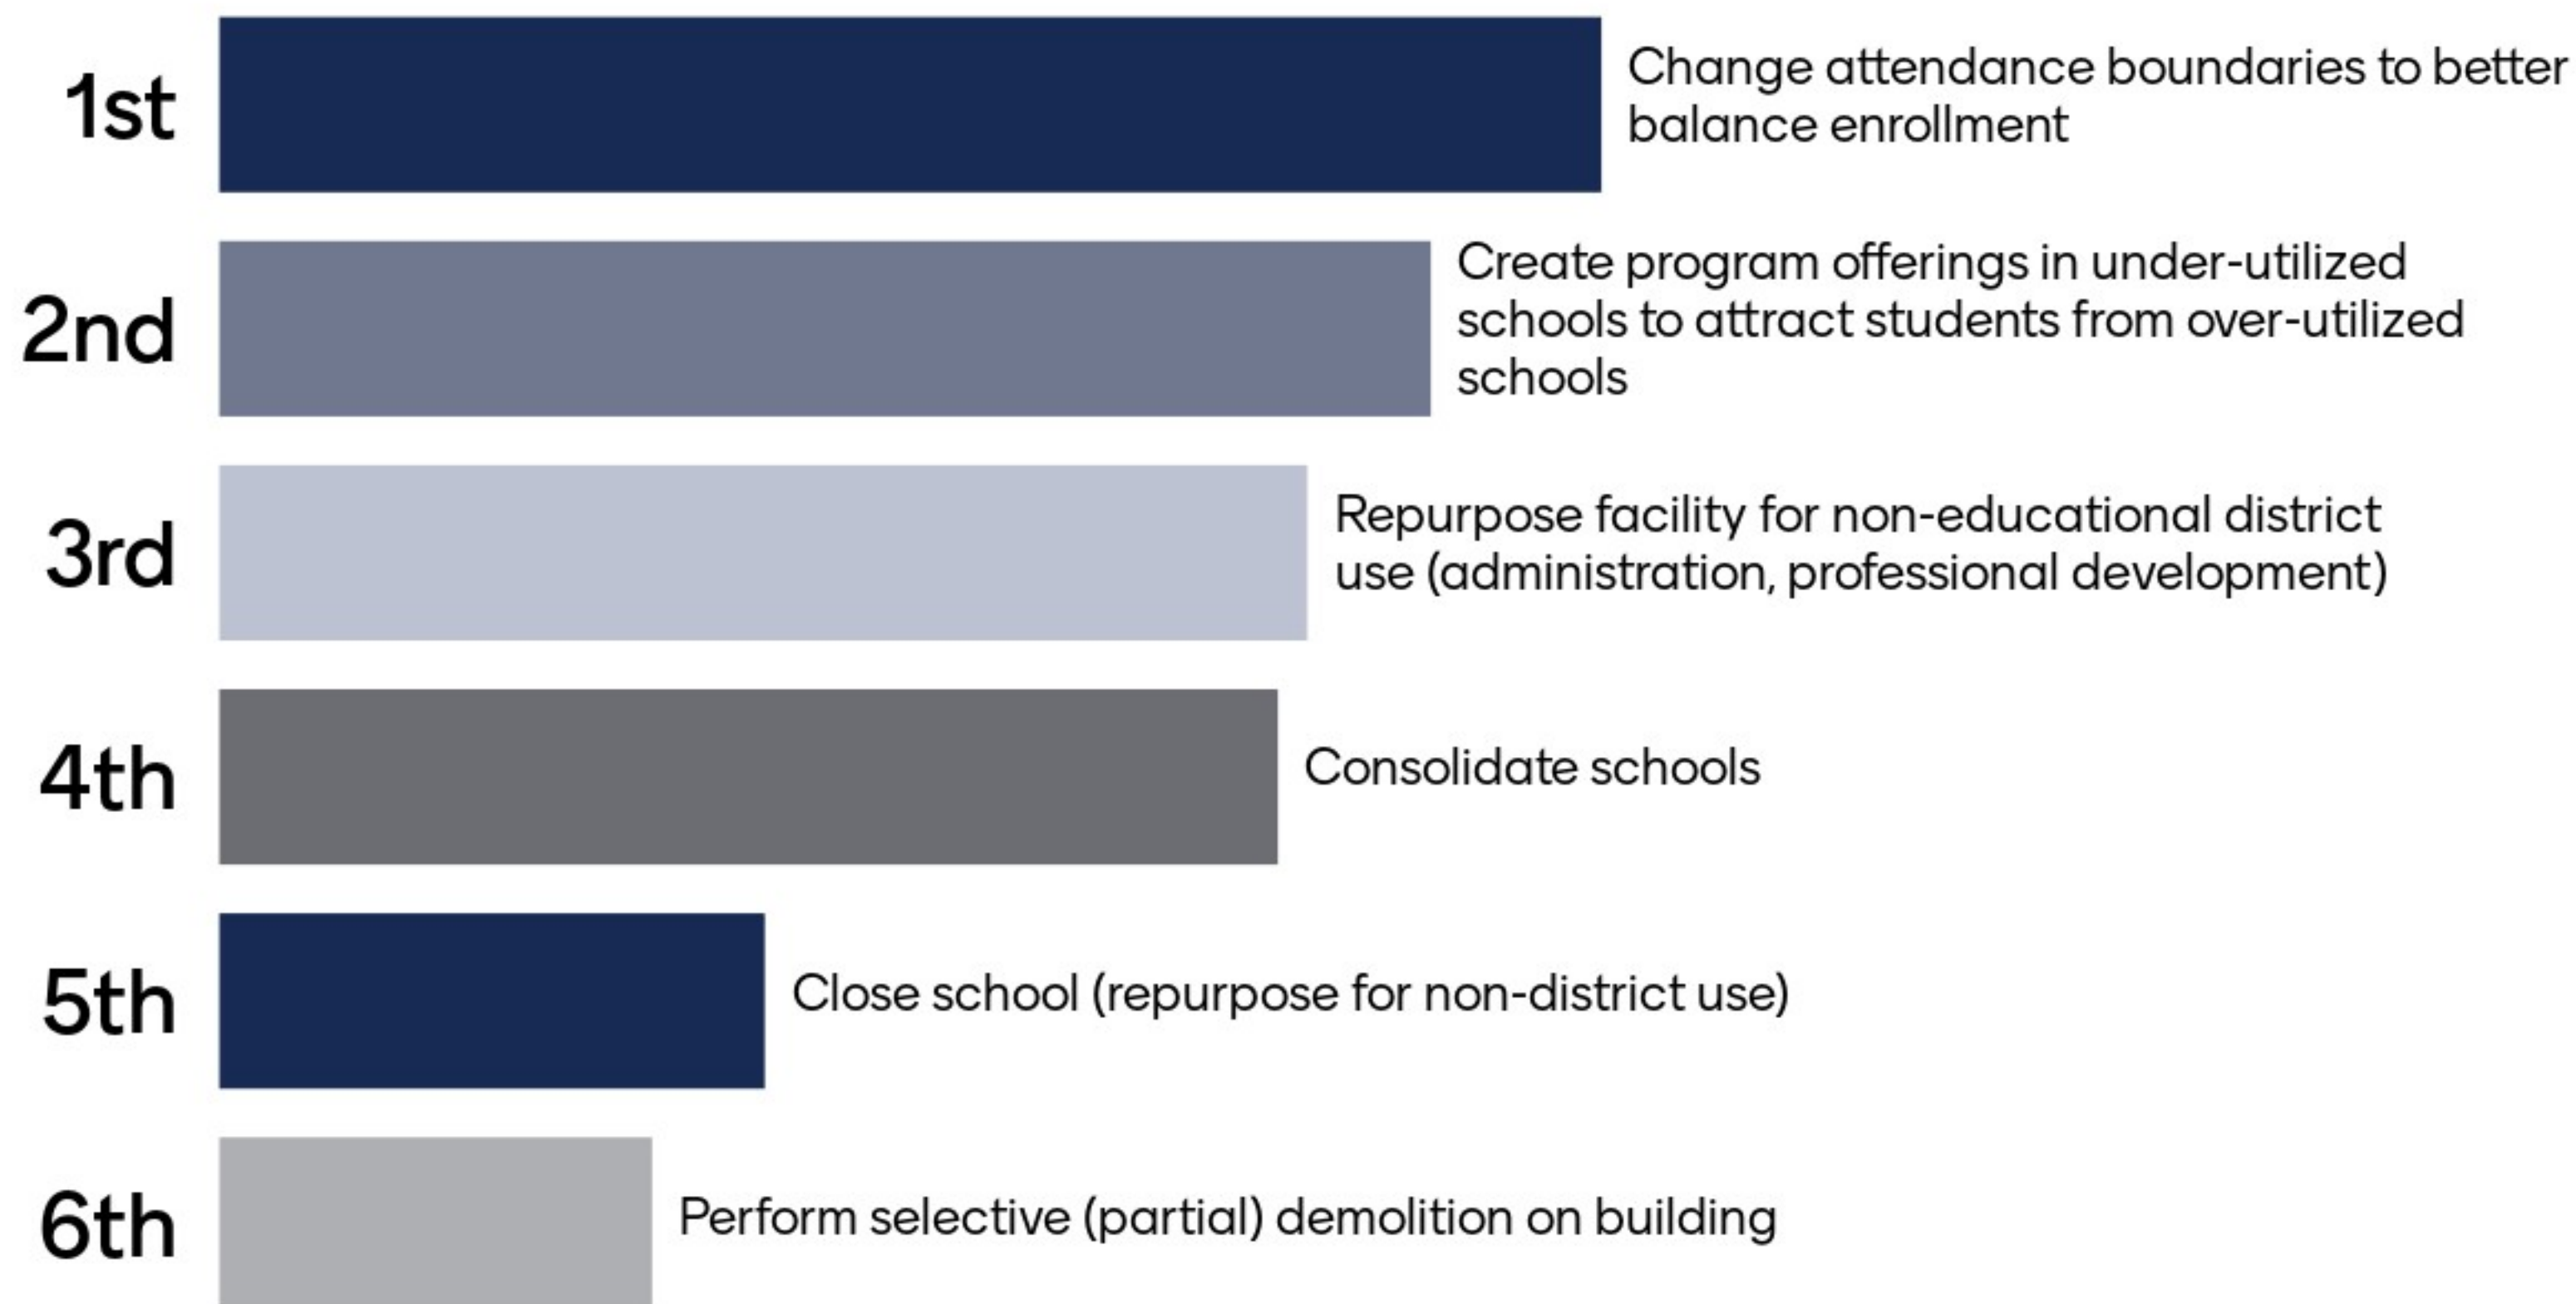 1st
Change attendance boundaries to better
balance enrollment
2nd
Create program offerings in under-utilized
schools to attract students from over-utilized
schools
3rd
Repurpose facility for non-educational district
use (administration, professional development)
4th
Consolidate schools
5th
Close school (repurpose for non-district use)
6th
Perform selective (partial) demolition on building